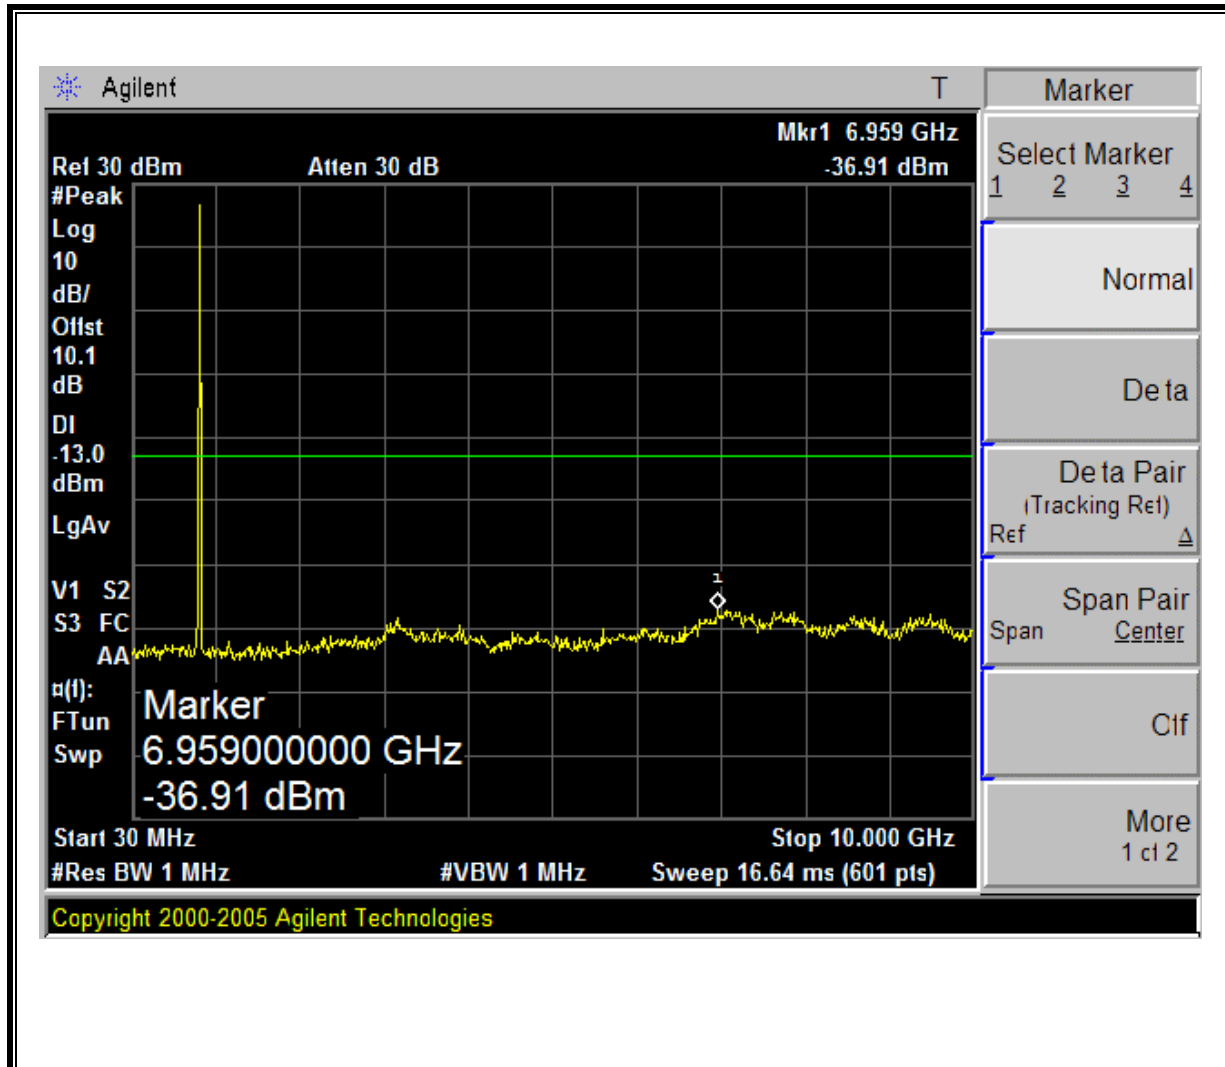 Agilent T
Marker
Mkr1 6.959 GHz
Ref 30 dBm Atten 30 dB -36.91 dBm
#Peak
Log
10
dB/
Offst
10.1
dB
DI
-13.0
dBm
LgAv
V1 S2
S3 FC
AA
¤(f):
FTun
Swp
1
Marker
6.959000000 GHz
-36.91 dBm
Start 30 MHz Stop 10.000 GHz
#Res BW 1 MHz #VBW 1 MHz Sweep 16.64 ms (601 pts)
Copyright 2000-2005 Agilent Technologies
Select Marker
1 2 3 4
Normal
Delta
Delta Pair
(Tracking Ref)
Ref Δ
Span Pair
Span Center
Off
More
1 of 2